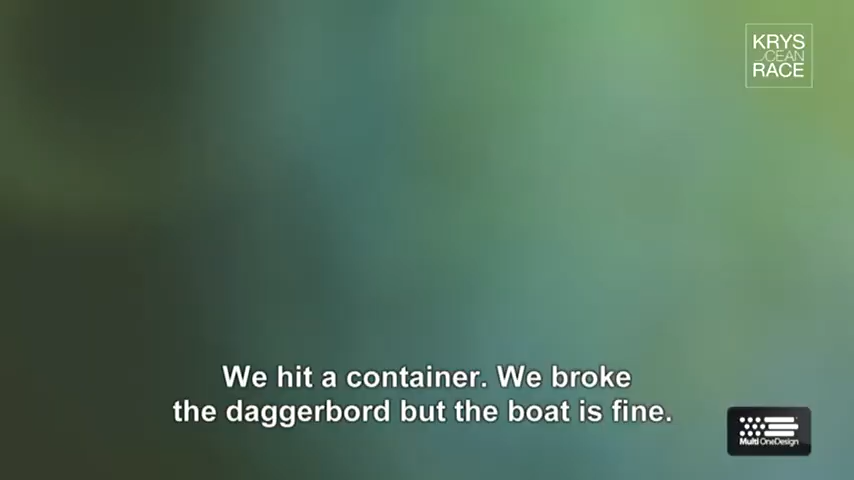 KRYS
OCEAN
RACE
We hit a container. We broke
the daggerbord but the boat is fine.
Multi OneDesign